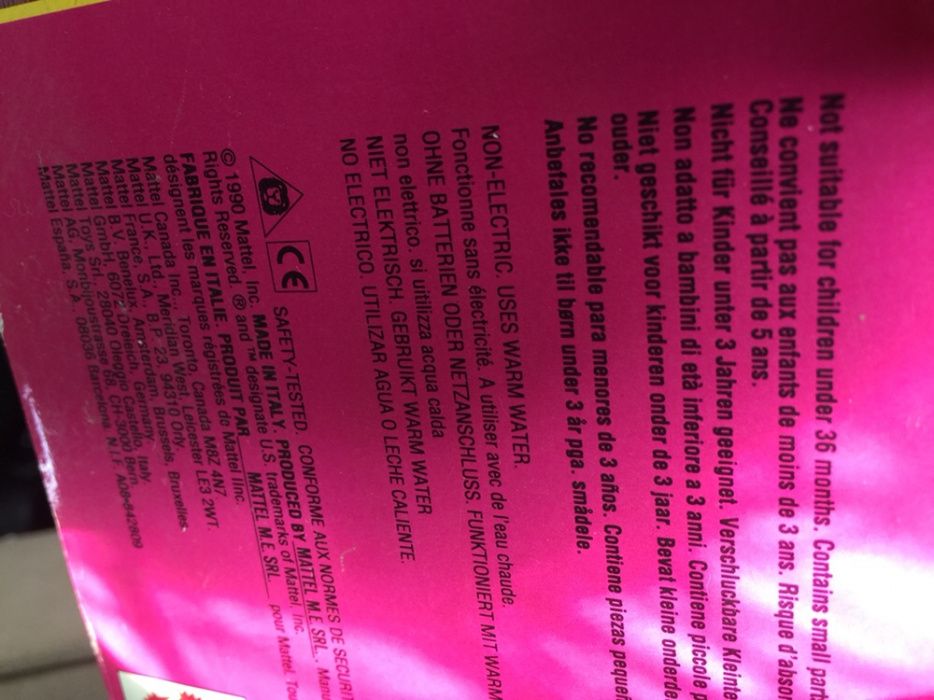 Not suitable for children under 36 months. Contains small
Ne convient pas aux enfants de moins de 3 ans. Risque
Conseillé à partir de 5 ans.
Nicht für Kinder unter 3 Jahren geeignet. Verschluckbare
Non adatto a bambini di età inferiore a 3 anni. Contiene piccole
Niet geschikt voor kinderen onder de 3 jaar. Bevat kleine
ouder.
No recomendable para menores de 3 años. Contiene piezas
Anbefales ikke til børn under 3 år pga. smådele.
NON-ELECTRIC. USES WARM WATER.
Fonctionne sans électricité. A utiliser avec de l'eau chaude.
OHNE BATTERIEN ODER NETZANSCHLUSS. FUNKTIONIERT MIT
non elettrico. si utilizza acqua calda
NIET ELEKTRISCH. GEBRUIKT WARM WATER
NO ELECTRICO. UTILIZAR AGUA O LECHE CALIENTE.
CE SAFETY-TESTED. CONFORME AUX NORMES DE
© 1990 Mattel, Inc. MADE IN ITALY. PRODUCED BY MATTEL M.E. SRL.,
Rights Reserved. ® and ™ designate U.S. trademarks of Mattel, Inc.
FABRIQUE EN ITALIE. PRODUIT PAR MATTEL M.E. SRL. pour Mattel.
désignent les marques registrées de Mattel Inc.
Mattel Canada Inc., Toronto, Canada M8Z 4N7.
Mattel U.K., Ltd., Meridian West, Leicester LE3 2WT.
Mattel France, S.A., B.P. 23, 94310 Orly
Mattel B.V. Benelux, Amsterdam, Brussels, Bruxelles
Mattel GmbH, 6072 Dreieich, Germany.
Mattel Toys Srl, 28040 Oleggio Castello, Italy.
Mattel AG, Monbijoustrasse 68, CH-3000 Bern.
Mattel España, S.A. 08036 Barcelona. N.I.F. A08-842809